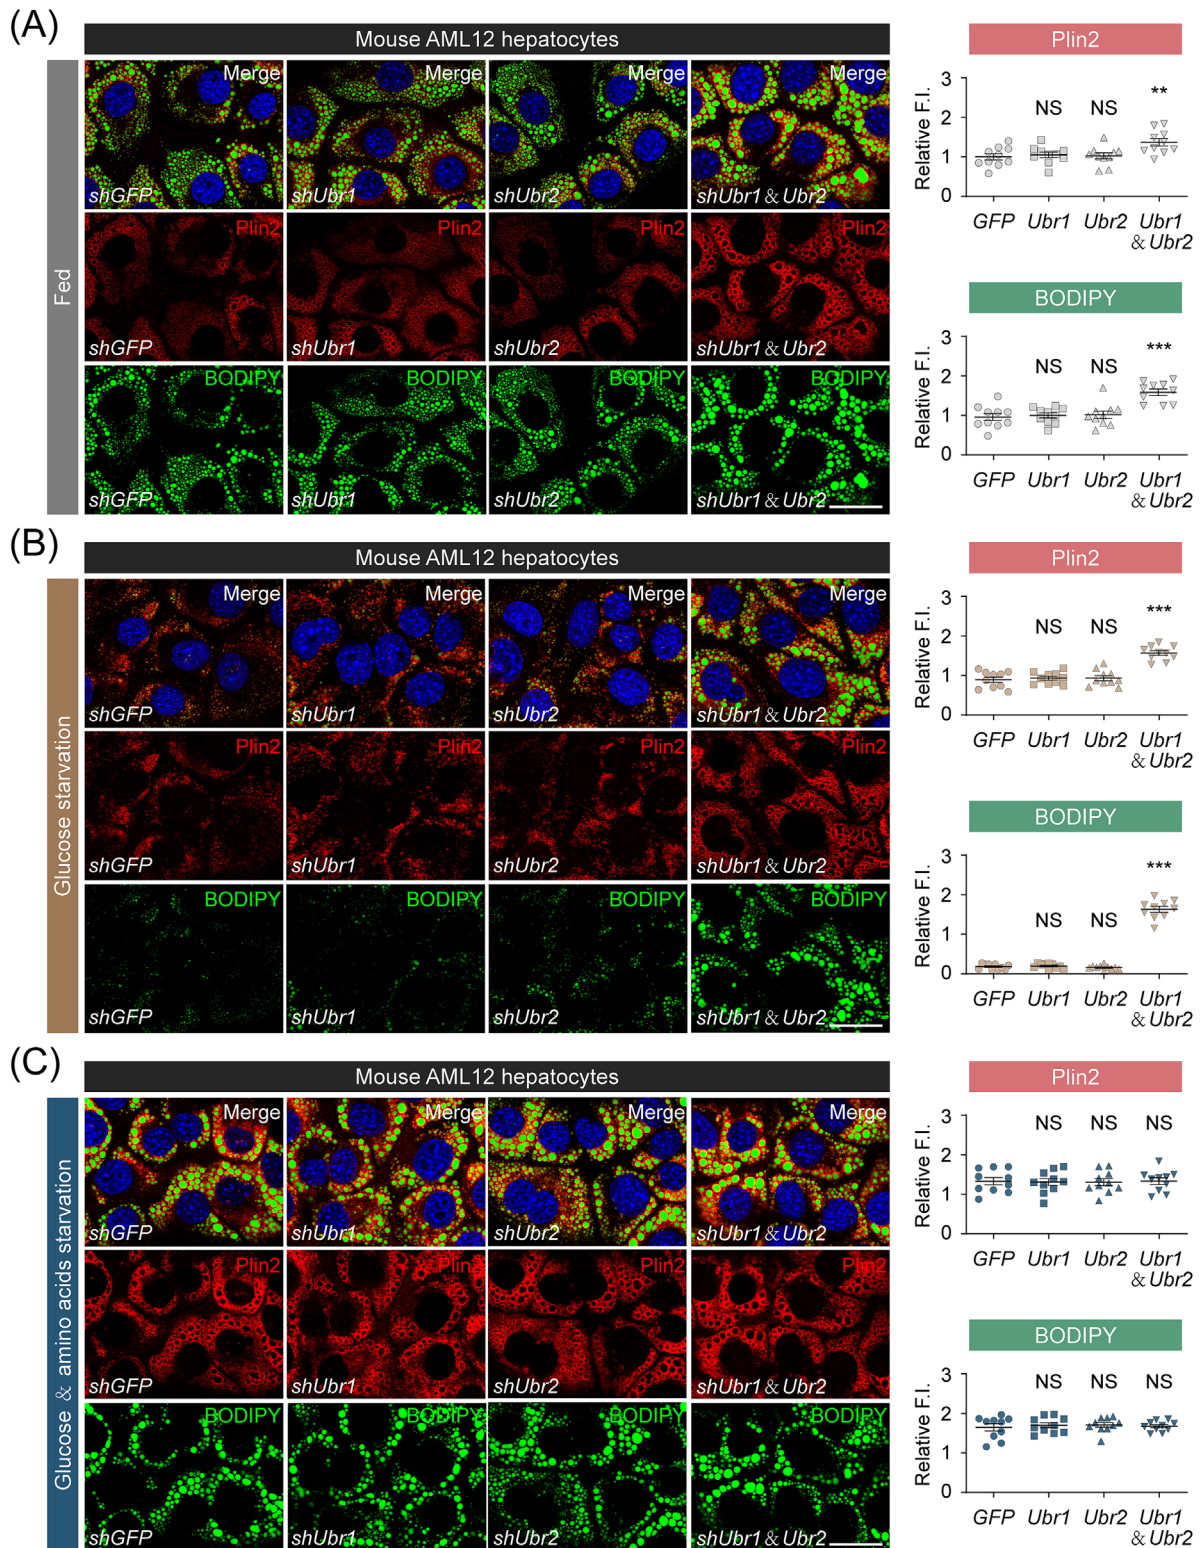 (A)
Mouse AML12 hepatocytes
Fed
Merge
Merge
Merge
Merge
shGFP
shUbr1
shUbr2
shUbr1 & Ubr2
Plin2
Plin2
Plin2
Plin2
shGFP
shUbr1
shUbr2
shUbr1 & Ubr2
BODIPY
BODIPY
BODIPY
BODIPY
shGFP
shUbr1
shUbr2
shUbr1 & Ubr2
Plin2
Relative F.I.
3
2
1
0
NS
NS
**
GFP
Ubr1
Ubr2
Ubr1
& Ubr2
BODIPY
Relative F.I.
3
2
1
0
NS
NS
***
GFP
Ubr1
Ubr2
Ubr1
& Ubr2
(B)
Mouse AML12 hepatocytes
Glucose starvation
Merge
Merge
Merge
Merge
shGFP
shUbr1
shUbr2
shUbr1 & Ubr2
Plin2
Plin2
Plin2
Plin2
shGFP
shUbr1
shUbr2
shUbr1 & Ubr2
BODIPY
BODIPY
BODIPY
BODIPY
shGFP
shUbr1
shUbr2
shUbr1 & Ubr2
Plin2
Relative F.I.
3
2
1
0
NS
NS
***
GFP
Ubr1
Ubr2
Ubr1
& Ubr2
BODIPY
Relative F.I.
3
2
1
0
NS
NS
***
GFP
Ubr1
Ubr2
Ubr1
& Ubr2
(C)
Mouse AML12 hepatocytes
Glucose & amino acids starvation
Merge
Merge
Merge
Merge
shGFP
shUbr1
shUbr2
shUbr1 & Ubr2
Plin2
Plin2
Plin2
Plin2
shGFP
shUbr1
shUbr2
shUbr1 & Ubr2
BODIPY
BODIPY
BODIPY
BODIPY
shGFP
shUbr1
shUbr2
shUbr1 & Ubr2
Plin2
Relative F.I.
3
2
1
0
NS
NS
NS
GFP
Ubr1
Ubr2
Ubr1
& Ubr2
BODIPY
Relative F.I.
3
2
1
0
NS
NS
NS
GFP
Ubr1
Ubr2
Ubr1
& Ubr2